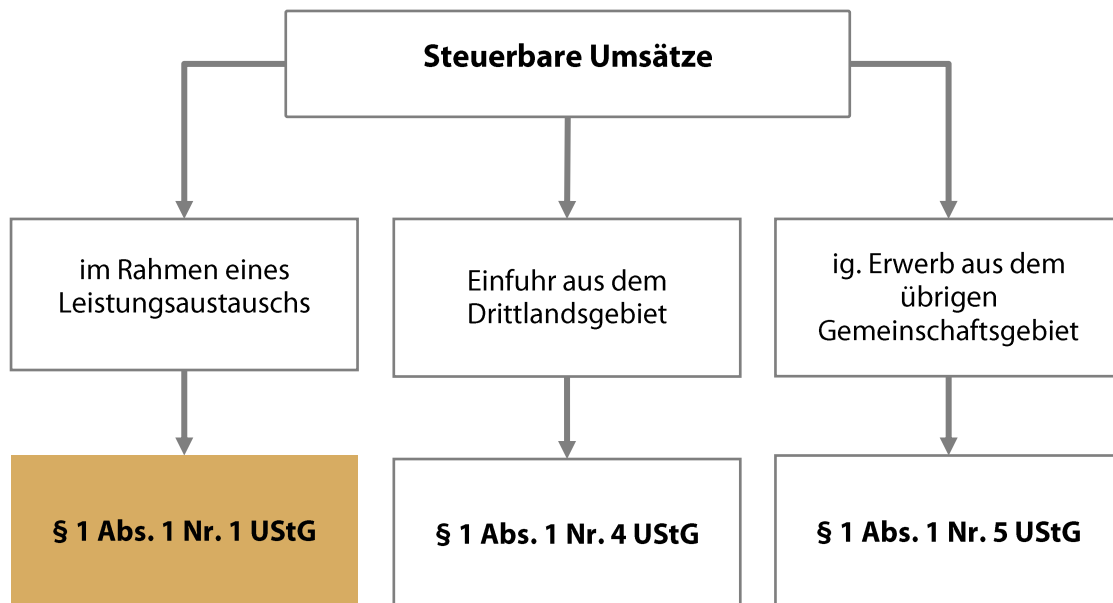 Steuerbare Umsätze
im Rahmen eines
Leistungsaustauschs
Einfuhr aus dem
Drittlandsgebiet
ig. Erwerb aus dem
übrigen
Gemeinschaftsgebiet
§ 1 Abs. 1 Nr. 1 UStG
§ 1 Abs. 1 Nr. 4 UStG
§ 1 Abs. 1 Nr. 5 UStG